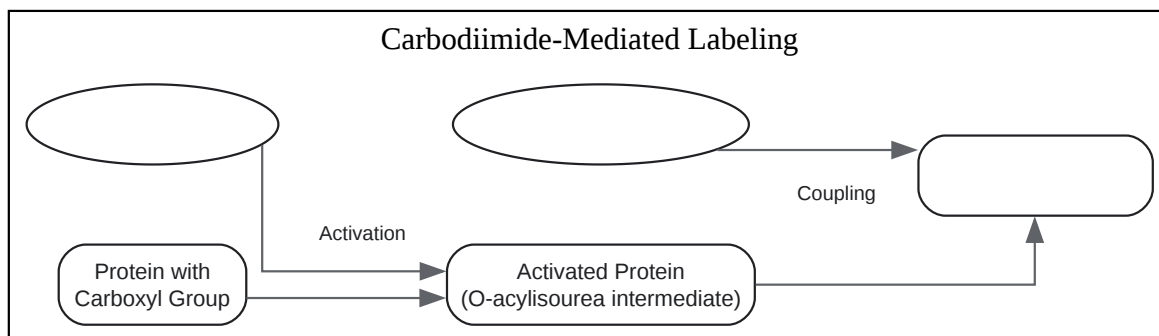 Carbodiimide-Mediated Labeling
Coupling
Activation
Protein with
Carboxyl Group
Activated Protein
(O-acylisourea intermediate)